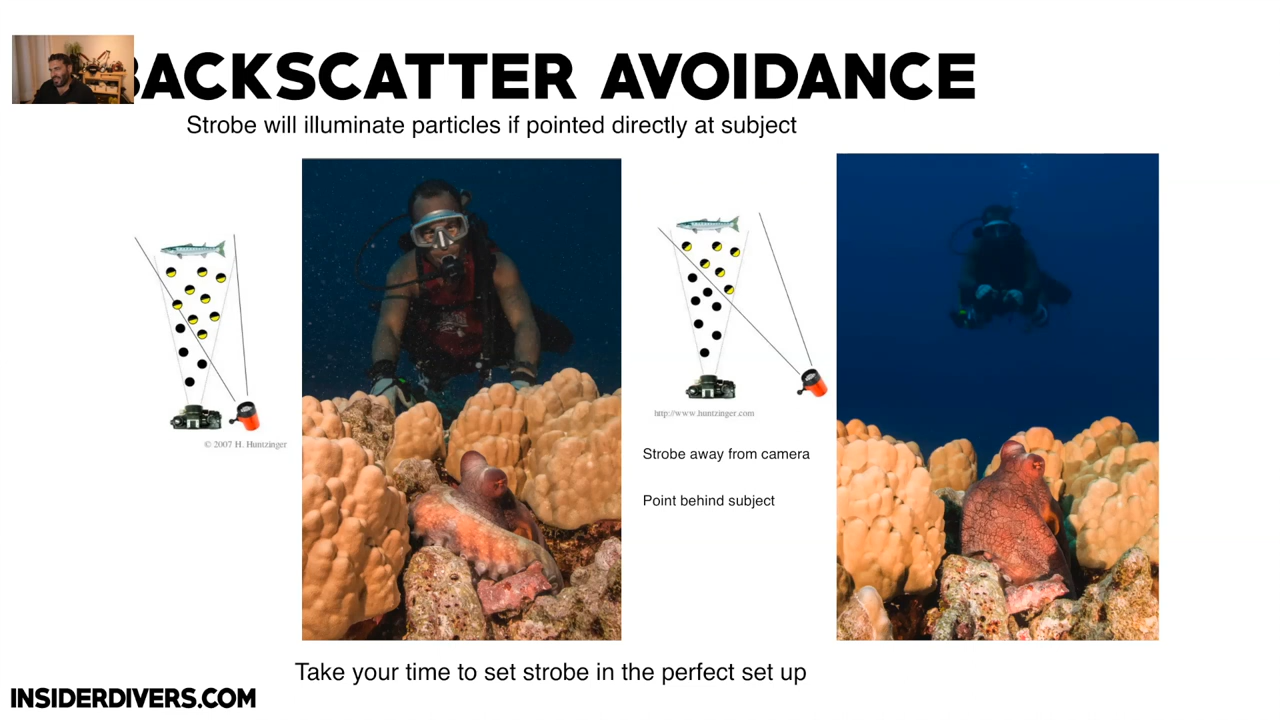 BACKSCATTER AVOIDANCE
Strobe will illuminate particles if pointed directly at subject
© 2007 H. Huntzinger
http://www.huntzinger.com
Strobe away from camera
Point behind subject
Take your time to set strobe in the perfect set up
INSIDERDIVERS.COM